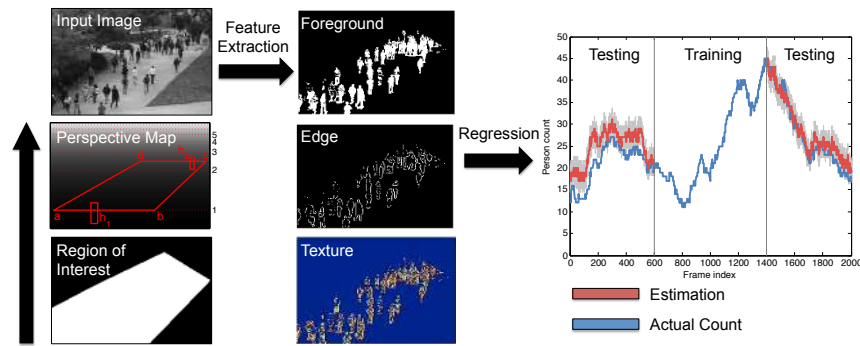 Input Image
Feature
Extraction
Foreground
Perspective Map
5
4
3
2
1
d
h
c
a
h1
b
Edge
Regression
Region of
Interest
Texture
Testing
Training
Testing
Person count
50
45
40
35
30
25
20
15
10
5
0
0 200 400 600 800 1000 1200 1400 1600 1800 2000
Frame index
Estimation
Actual Count